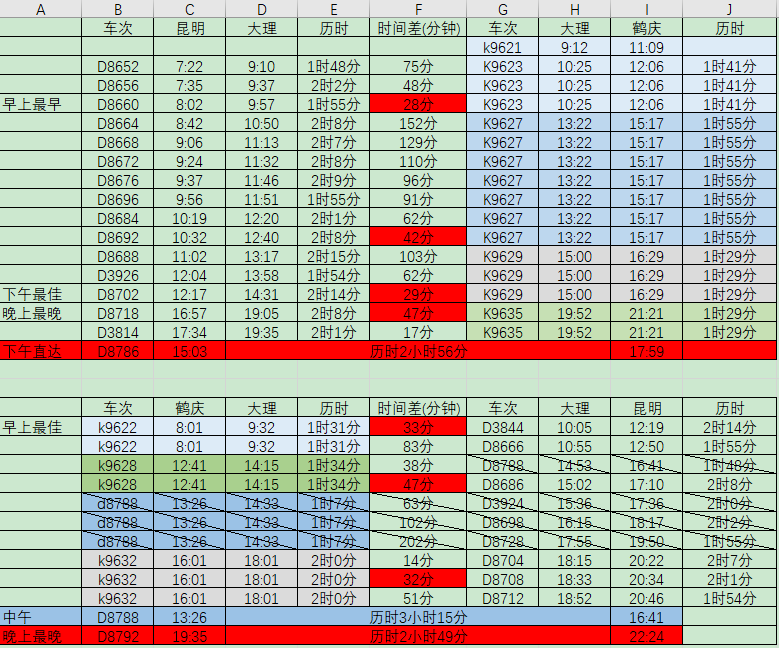 A B C D E F G H I J
车次 昆明 大理 历时 时间差(分钟) 车次 大理 鹤庆 历时
k9621 9:12 11:09
D8652 7:22 9:10 1时48分 75分 K9623 10:25 12:06 1时41分
D8656 7:35 9:37 2时2分 48分 K9623 10:25 12:06 1时41分
早上最早 D8660 8:02 9:57 1时55分 28分 K9623 10:25 12:06 1时41分
D8664 8:42 10:50 2时8分 152分 K9627 13:22 15:17 1时55分
D8668 9:06 11:13 2时7分 129分 K9627 13:22 15:17 1时55分
D8672 9:24 11:32 2时8分 110分 K9627 13:22 15:17 1时55分
D8676 9:37 11:46 2时9分 96分 K9627 13:22 15:17 1时55分
D8696 9:56 11:51 1时55分 91分 K9627 13:22 15:17 1时55分
D8684 10:19 12:20 2时1分 62分 K9627 13:22 15:17 1时55分
D8692 10:32 12:40 2时8分 42分 K9627 13:22 15:17 1时55分
D8688 11:02 13:17 2时15分 103分 K9629 15:00 16:29 1时29分
D3926 12:04 13:58 1时54分 62分 K9629 15:00 16:29 1时29分
下午最佳 D8702 12:17 14:31 2时14分 29分 K9629 15:00 16:29 1时29分
晚上最晚 D8718 16:57 19:05 2时8分 47分 K9635 19:52 21:21 1时29分
D3814 17:34 19:35 2时1分 17分 K9635 19:52 21:21 1时29分
下午直达 D8786 15:03 历时2小时56分 17:59
车次 鹤庆 大理 历时 时间差(分钟) 车次 大理 昆明 历时
早上最佳 k9622 8:01 9:32 1时31分 33分 D3844 10:05 12:19 2时14分
k9622 8:01 9:32 1时31分 83分 D8666 10:55 12:50 1时55分
k9628 12:41 14:15 1时34分 38分 D8788 14:53 16:41 1时48分
k9628 12:41 14:15 1时34分 47分 D8686 15:02 17:10 2时8分
d8788 13:26 14:33 1时7分 63分 D3924 15:36 17:36 2时0分
d8788 13:26 14:33 1时7分 102分 D8698 16:15 18:17 2时2分
d8788 13:26 14:33 1时7分 202分 D8728 17:55 19:50 1时55分
k9632 16:01 18:01 2时0分 14分 D8704 18:15 20:22 2时7分
k9632 16:01 18:01 2时0分 32分 D8708 18:33 20:34 2时1分
k9632 16:01 18:01 2时0分 51分 D8712 18:52 20:46 1时54分
中午 D8788 13:26 历时3小时15分 16:41
晚上最晚 D8792 19:35 历时2小时49分 22:24